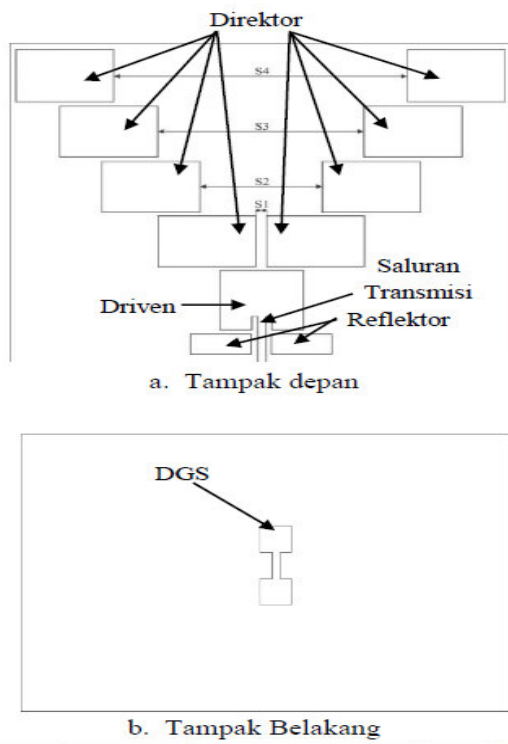 Direktor
S4
S3
S2
S1
Saluran
Transmisi
Driven
Reflektor
a. Tampak depan
DGS
b. Tampak Belakang